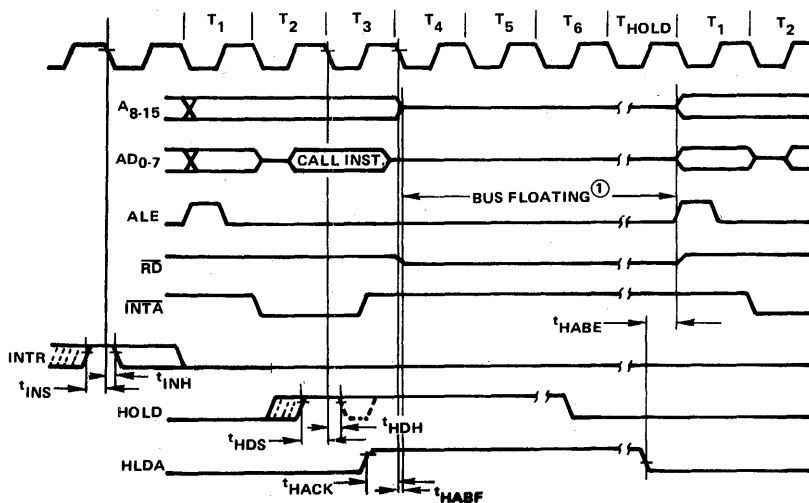 T1 T2 T3 T4 T5 T6 THOLD T1 T2
A8-15
AD0-7 CALL INST.
BUS FLOATING①
ALE
RD
INTA
tHABE
INTR
tINS tINH
HOLD
tHDS tHDH
HLDA
tHACK tHABF